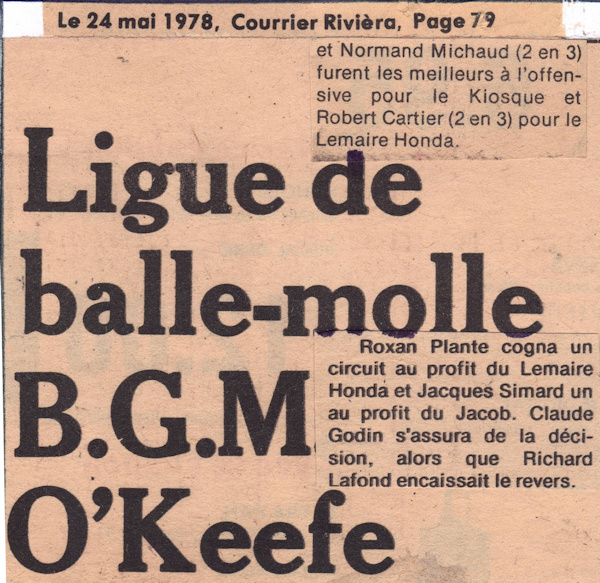 Le 24 mai 1978, Courrier Rivièra, Page 79
et Normand Michaud (2 en 3)
furent les meilleurs à l'offen-
sive pour le Kiosque et
Robert Cartier (2 en 3) pour le
Lemaire Honda.
Ligue de
balle-molle
B.G.M.
O'Keefe
Roxan Plante cogna un
circuit au profit du Lemaire
Honda et Jacques Simard un
au profit du Jacob. Claude
Godin s'assura de la déci-
sion, alors que Richard
Lafond encaissait le revers.